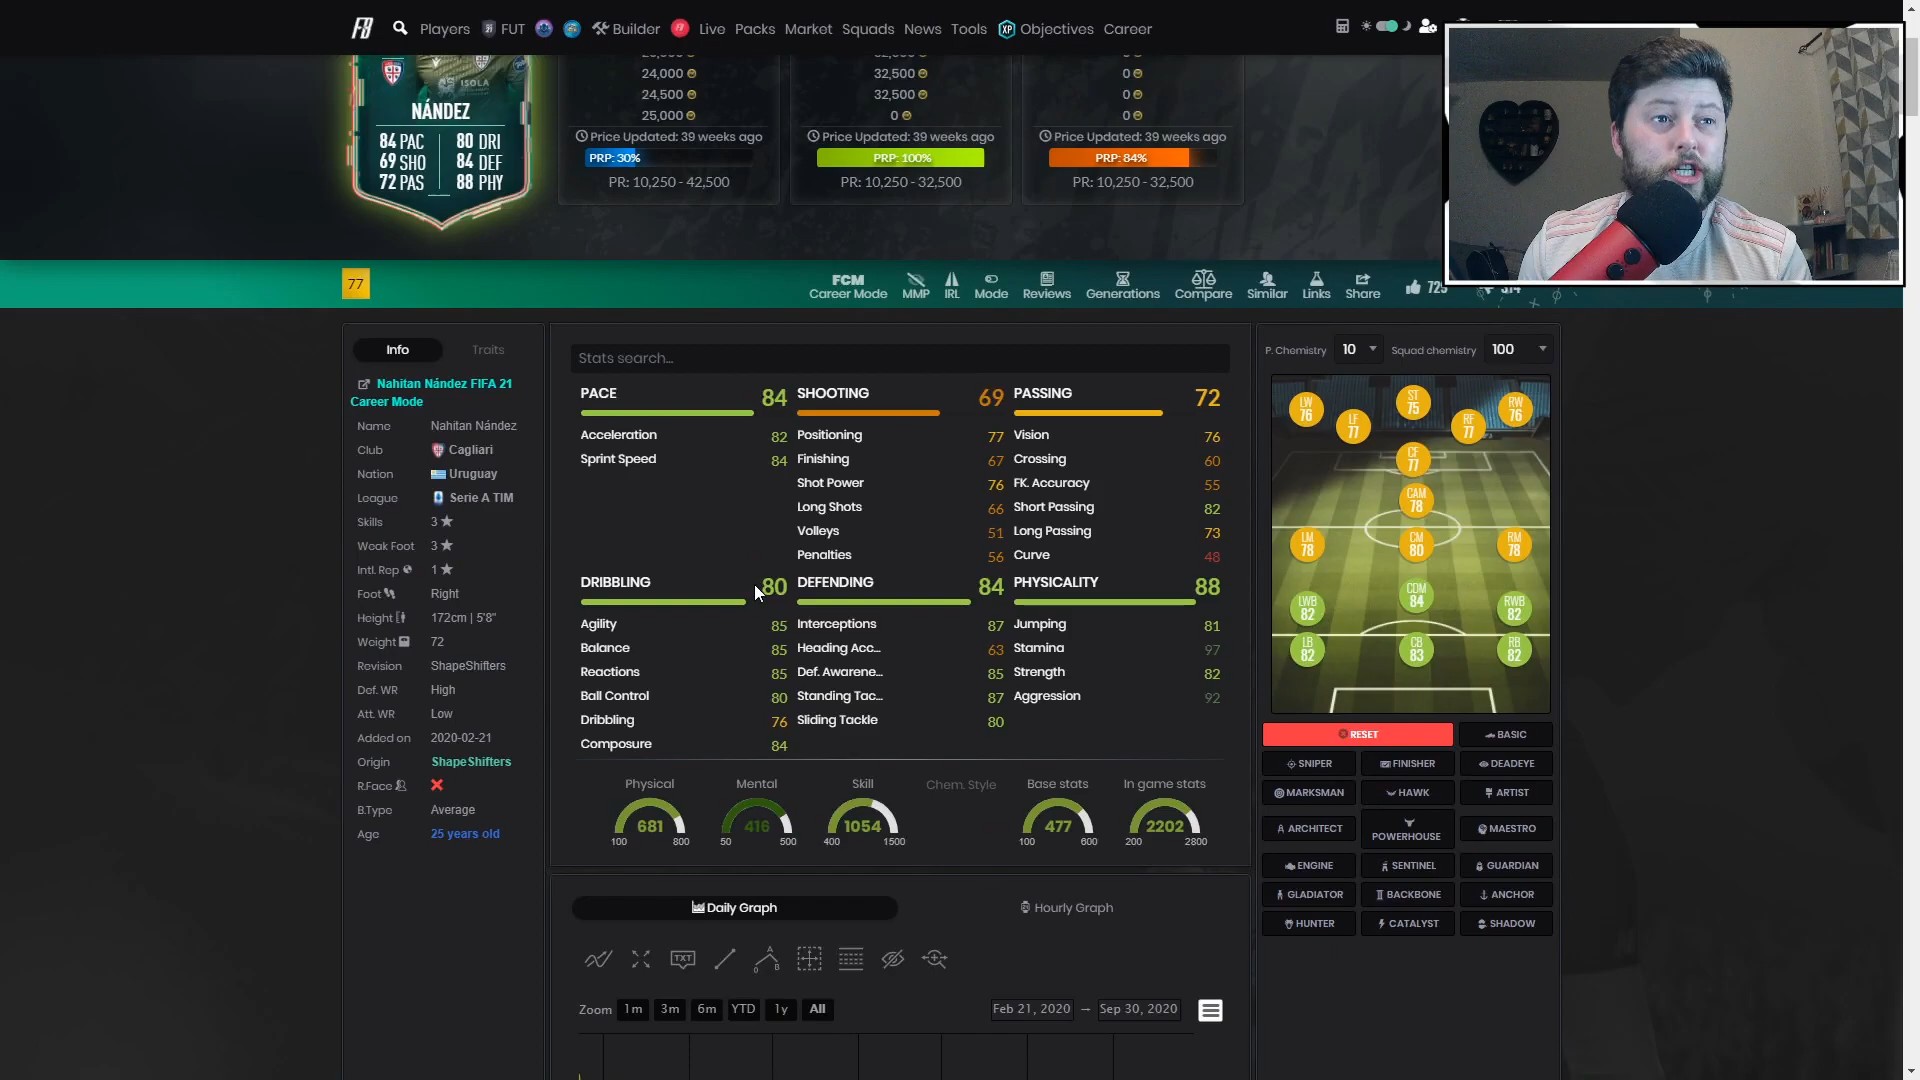 FB Players 21 FUT Builder Live Packs Market Squads News Tools XP Objectives Career
ISOLA
NÁNDEZ
84 PAC 80 DRI
69 SHO 84 DEF
72 PAS 88 PHY
24,000 32,500 0
24,500 32,500 0
25,000 0 0
Price Updated: 39 weeks ago Price Updated: 39 weeks ago Price Updated: 39 weeks ago
PRP: 30% PRP: 100% PRP: 84%
PR: 10,250 - 42,500 PR: 10,250 - 32,500 PR: 10,250 - 32,500
77
FCM
Career Mode MMP IRL Mode Reviews Generations Compare Similar Links Share
Info Traits
Nahitan Nández FIFA 21
Career Mode
Name Nahitan Nández
Club Cagliari
Nation Uruguay
League Serie A TIM
Skills 3 ★
Weak Foot 3 ★
Intl. Rep 1 ★
Foot Right
Height 172cm | 5'8"
Weight 72
Revision ShapeShifters
Def. WR High
Att. WR Low
Added on 2020-02-21
Origin ShapeShifters
R.Face
B.Type Average
Age 25 years old
Stats search...
PACE 84
Acceleration 82
Sprint Speed 84
SHOOTING 69
Positioning 77
Finishing 67
Shot Power 76
Long Shots 66
Volleys 51
Penalties 56
PASSING 72
Vision 76
Crossing 60
FK. Accuracy 55
Short Passing 82
Long Passing 73
Curve 48
DRIBBLING 80
Agility 85
Balance 85
Reactions 85
Ball Control 80
Dribbling 76
Composure 84
DEFENDING 84
Interceptions 87
Heading Acc... 63
Def. Awarene... 85
Standing Tac... 87
Sliding Tackle 80
PHYSICALITY 88
Jumping 81
Stamina 97
Strength 82
Aggression 92
Physical Mental Skill Chem. Style Base stats In game stats
681 416 1054 477 2202
100 800 50 500 400 1500 100 600 200 2800
Daily Graph Hourly Graph
TXT
A
0 B
Zoom 1m 3m 6m YTD 1y All Feb 21, 2020 → Sep 30, 2020
P. Chemistry 10 Squad chemistry 100
ST
75
LW RW
76 76
LF RF
77 77
CF
77
CAM
78
LM CM RM
78 80 78
CDM
84
LWB RWB
82 82
LB CB RB
82 83 82
RESET BASIC
SNIPER FINISHER DEADEYE
MARKSMAN HAWK ARTIST
ARCHITECT POWERHOUSE MAESTRO
ENGINE SENTINEL GUARDIAN
GLADIATOR BACKBONE ANCHOR
HUNTER CATALYST SHADOW